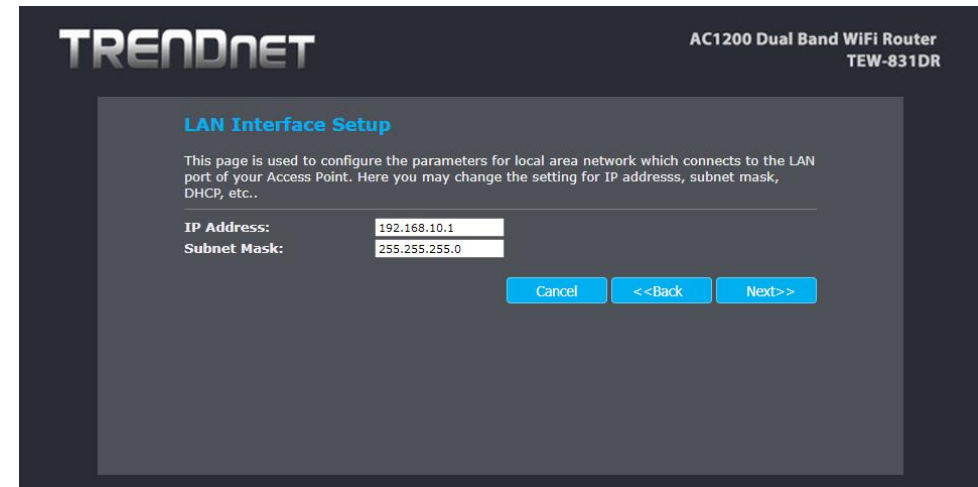 TRENDNET
AC1200 Dual Band WiFi Router
TEW-831DR
LAN Interface Setup
This page is used to configure the parameters for local area network which connects to the LAN
port of your Access Point. Here you may change the setting for IP addresss, subnet mask,
DHCP, etc..
IP Address: 192.168.10.1
Subnet Mask: 255.255.255.0
Cancel <<Back Next>>